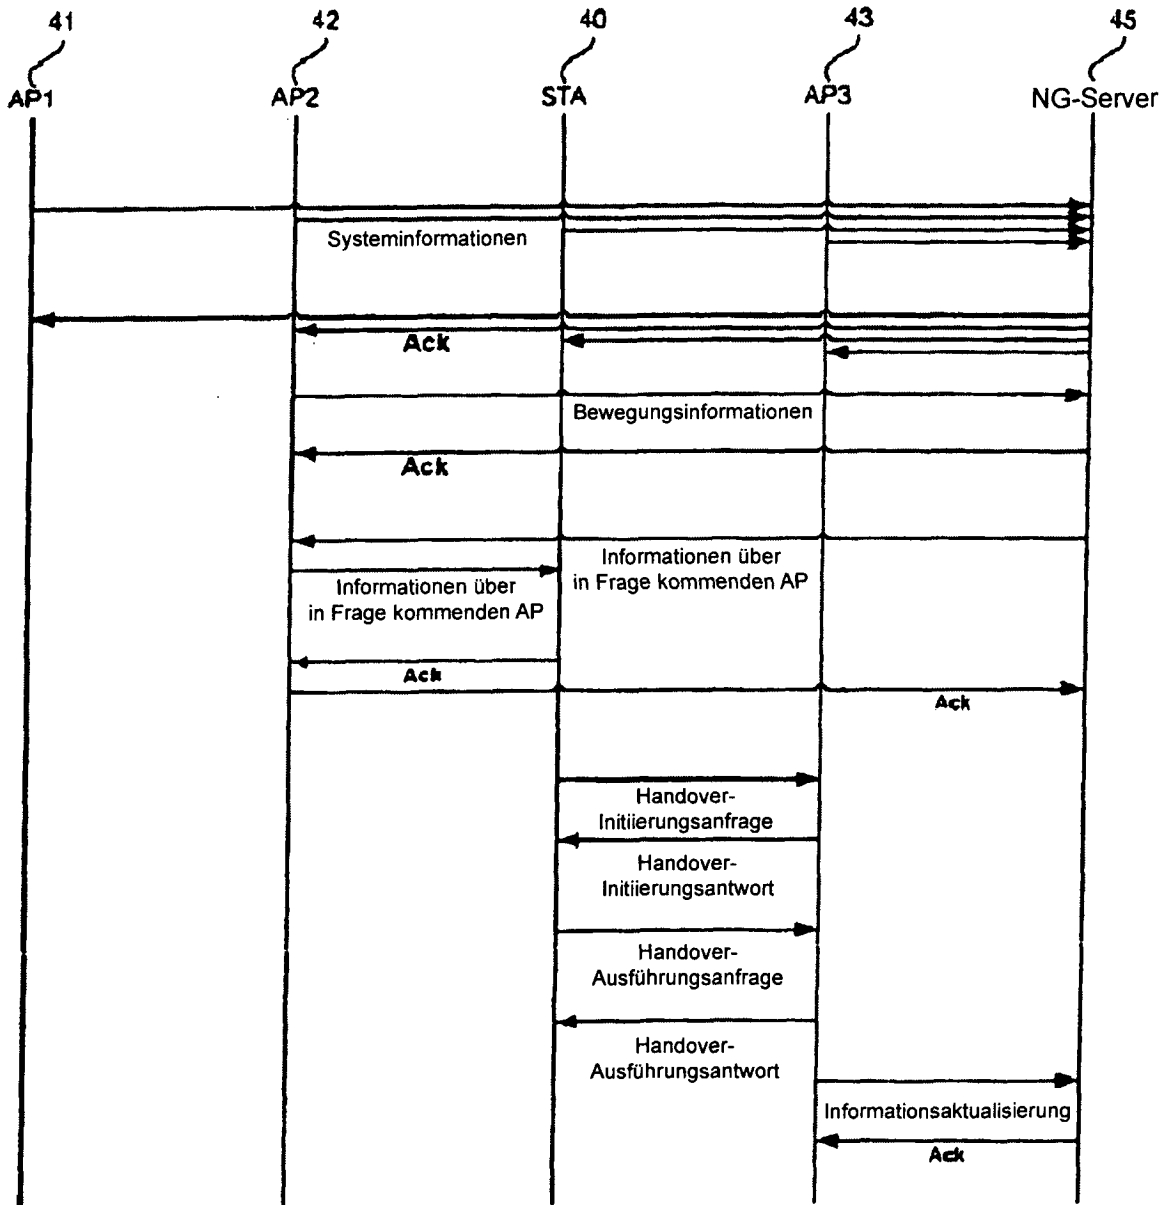 41
42
40
43
45
AP1
AP2
STA
AP3
NG-Server
Systeminformationen
Ack
Bewegungsinformationen
Ack
Informationen über
in Frage kommenden AP
Informationen über
in Frage kommenden AP
Ack
Ack
Handover-
Initiierungsanfrage
Handover-
Initiierungsantwort
Handover-
Ausführungsanfrage
Handover-
Ausführungsantwort
Informationsaktualisierung
Ack